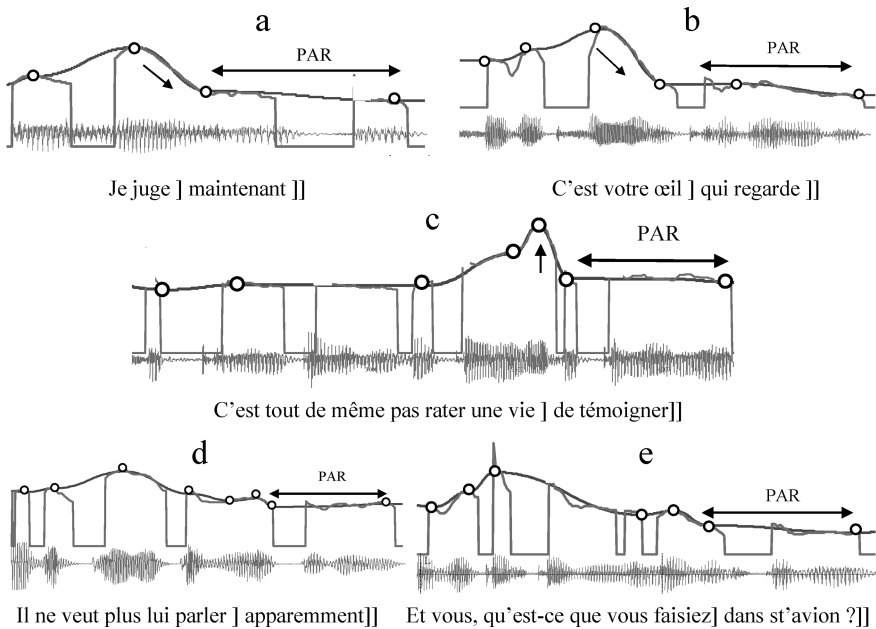 a
PAR
b
PAR
Je juge ] maintenant ]]
C'est votre œil ] qui regarde ]]
c
PAR
C'est tout de même pas rater une vie ] de témoigner]]
d
PAR
e
PAR
Il ne veut plus lui parler ] apparemment]]
Et vous, qu'est-ce que vous faisiez] dans st'avion ?]]